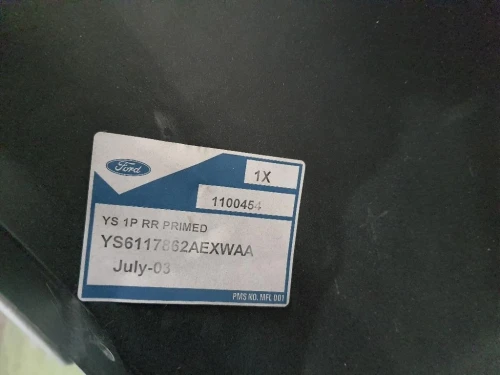 Ford
1X
1100454
YS 1P RR PRIMED
YS6117862AEXWAA
July-03
PMS NO. MFL 001